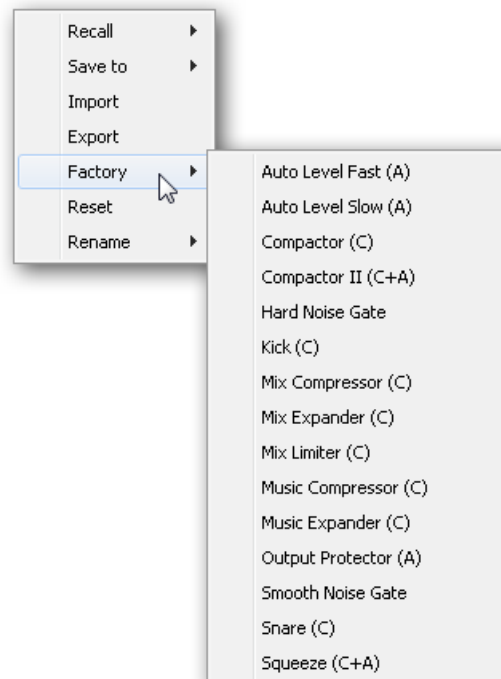 Recall
Save to
Import
Export
Factory
Reset
Rename
Auto Level Fast (A)
Auto Level Slow (A)
Compactor (C)
Compactor II (C+A)
Hard Noise Gate
Kick (C)
Mix Compressor (C)
Mix Expander (C)
Mix Limiter (C)
Music Compressor (C)
Music Expander (C)
Output Protector (A)
Smooth Noise Gate
Snare (C)
Squeeze (C+A)